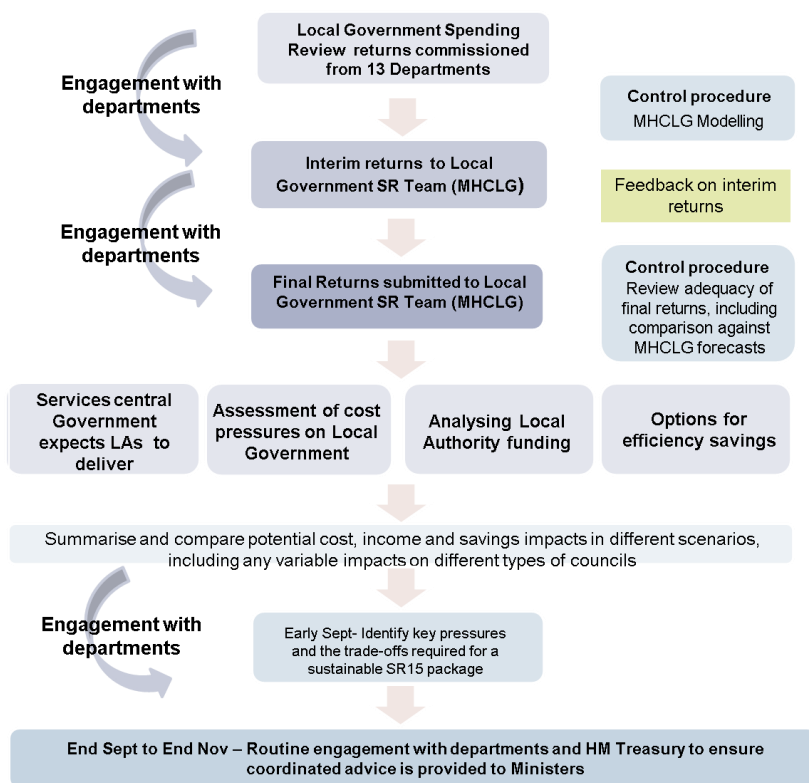 Local Government Spending
Review returns commissioned
from 13 Departments
Engagement with
departments
Control procedure
MHCLG Modelling
Interim returns to Local
Government SR Team (MHCLG)
Feedback on interim
returns
Engagement with
departments
Final Returns submitted to Local
Government SR Team (MHCLG)
Control procedure
Review adequacy of
final returns, including
comparison against
MHCLG forecasts
Services central
Government
expects LAs to
deliver
Assessment of cost
pressures on Local
Government
Analysing Local
Authority funding
Options for
efficiency savings
Summarise and compare potential cost, income and savings impacts in different scenarios,
including any variable impacts on different types of councils
Engagement with
departments
Early Sept- Identify key pressures
and the trade-offs required for a
sustainable SR15 package
End Sept to End Nov – Routine engagement with departments and HM Treasury to ensure
coordinated advice is provided to Ministers